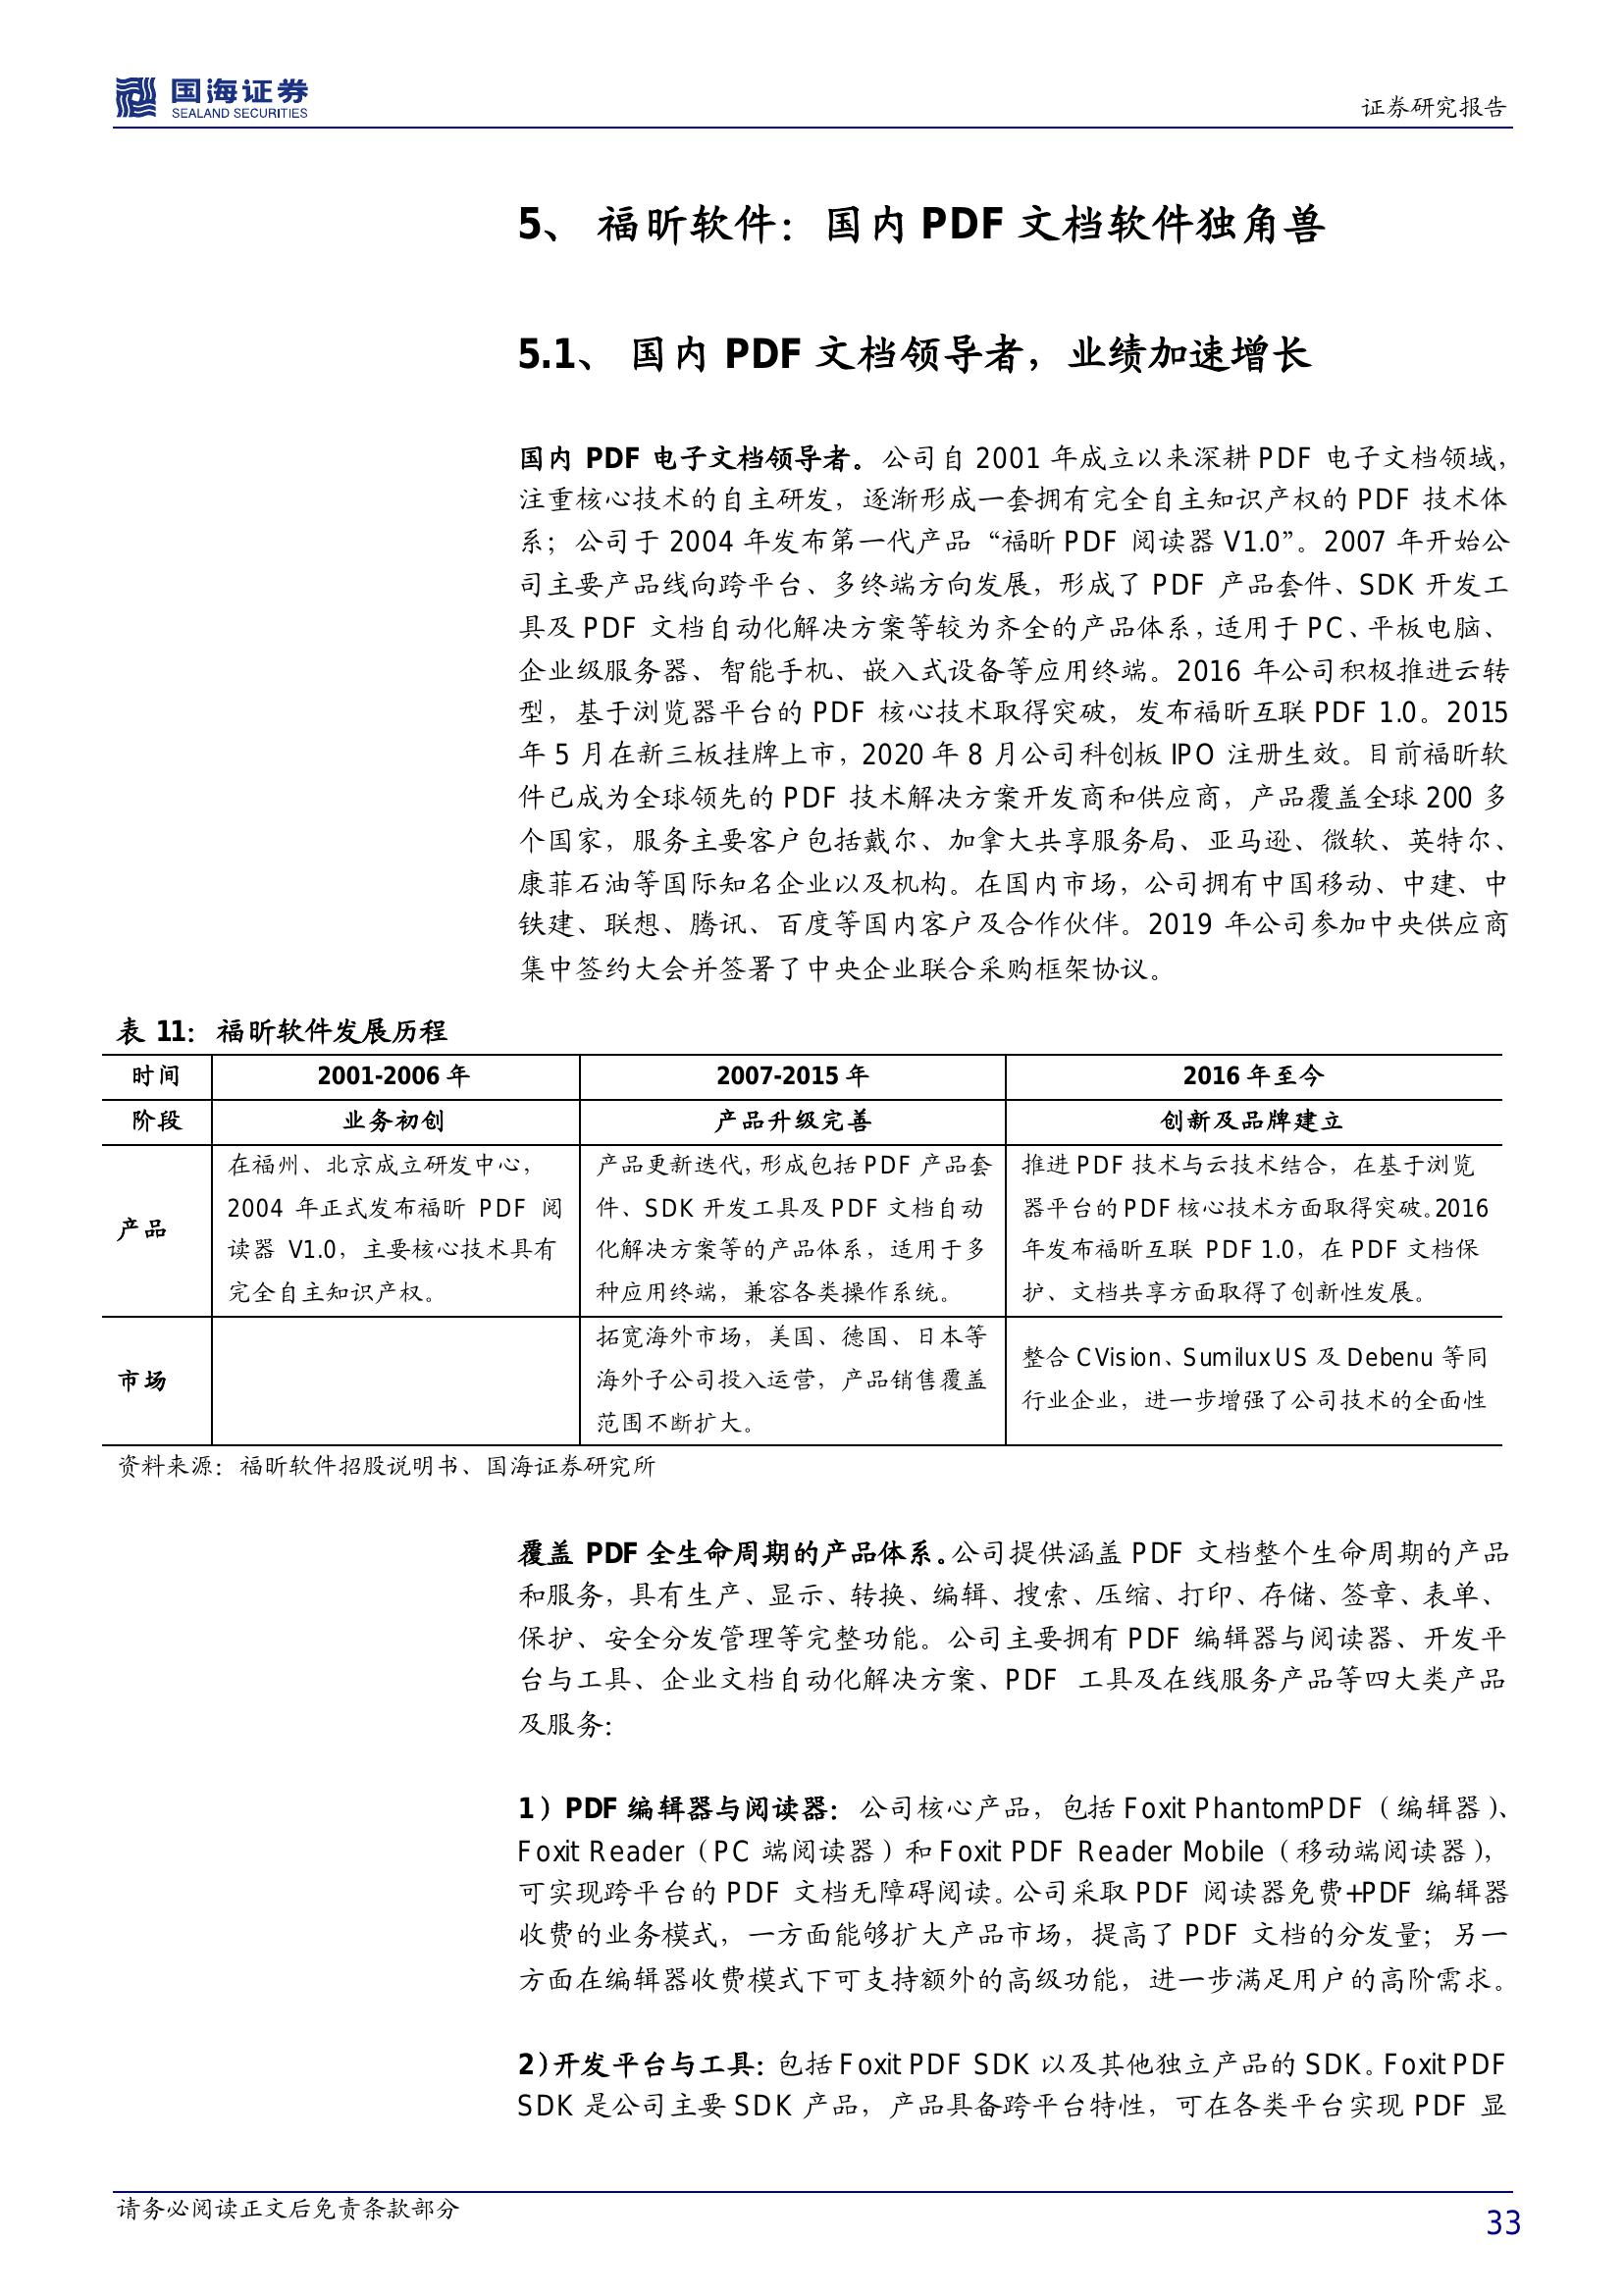 国海证券
SEALAND SECURITIES
证券研究报告
5、 福昕软件：国内 PDF 文档软件独角兽
5.1、 国内 PDF 文档领导者，业绩加速增长
国内 PDF 电子文档领导者。公司自 2001 年成立以来深耕 PDF 电子文档领域，
注重核心技术的自主研发，逐渐形成一套拥有完全自主知识产权的 PDF 技术体
系；公司于 2004 年发布第一代产品“福昕 PDF 阅读器 V1.0”。2007 年开始公
司主要产品线向跨平台、多终端方向发展，形成了 PDF 产品套件、SDK 开发工
具及 PDF 文档自动化解决方案等较为齐全的产品体系，适用于 PC、平板电脑、
企业级服务器、智能手机、嵌入式设备等应用终端。2016 年公司积极推进云转
型，基于浏览器平台的 PDF 核心技术取得突破，发布福昕互联 PDF 1.0。2015
年 5 月在新三板挂牌上市，2020 年 8 月公司科创板 IPO 注册生效。目前福昕软
件已成为全球领先的 PDF 技术解决方案开发商和供应商，产品覆盖全球 200 多
个国家，服务主要客户包括戴尔、加拿大共享服务局、亚马逊、微软、英特尔、
康菲石油等国际知名企业以及机构。在国内市场，公司拥有中国移动、中建、中
铁建、联想、腾讯、百度等国内客户及合作伙伴。2019 年公司参加中央供应商
集中签约大会并签署了中央企业联合采购框架协议。
表 11：福昕软件发展历程
时间 2001-2006 年 2007-2015 年 2016 年至今
阶段 业务初创 产品升级完善 创新及品牌建立
产品
在福州、北京成立研发中心，
2004 年正式发布福昕 PDF 阅
读器 V1.0，主要核心技术具有
完全自主知识产权。
产品更新迭代，形成包括 PDF 产品套
件、SDK 开发工具及 PDF 文档自动
化解决方案等的产品体系，适用于多
种应用终端，兼容各类操作系统。
推进 PDF 技术与云技术结合，在基于浏览
器平台的 PDF 核心技术方面取得突破。2016
年发布福昕互联 PDF 1.0，在 PDF 文档保
护、文档共享方面取得了创新性发展。
市场
拓宽海外市场，美国、德国、日本等
海外子公司投入运营，产品销售覆盖
范围不断扩大。
整合 CVision、Sumilux US 及 Debenu 等同
行业企业，进一步增强了公司技术的全面性
资料来源：福昕软件招股说明书、国海证券研究所
覆盖 PDF 全生命周期的产品体系。公司提供涵盖 PDF 文档整个生命周期的产品
和服务，具有生产、显示、转换、编辑、搜索、压缩、打印、存储、签章、表单、
保护、安全分发管理等完整功能。公司主要拥有 PDF 编辑器与阅读器、开发平
台与工具、企业文档自动化解决方案、PDF 工具及在线服务产品等四大类产品
及服务：
1）PDF 编辑器与阅读器：公司核心产品，包括 Foxit PhantomPDF（编辑器）、
Foxit Reader（PC 端阅读器）和 Foxit PDF Reader Mobile（移动端阅读器），
可实现跨平台的 PDF 文档无障碍阅读。公司采取 PDF 阅读器免费+PDF 编辑器
收费的业务模式，一方面能够扩大产品市场，提高了 PDF 文档的分发量；另一
方面在编辑器收费模式下可支持额外的高级功能，进一步满足用户的高阶需求。
2）开发平台与工具：包括 Foxit PDF SDK 以及其他独立产品的 SDK。Foxit PDF
SDK 是公司主要 SDK 产品，产品具备跨平台特性，可在各类平台实现 PDF 显
请务必阅读正文后免责条款部分
33